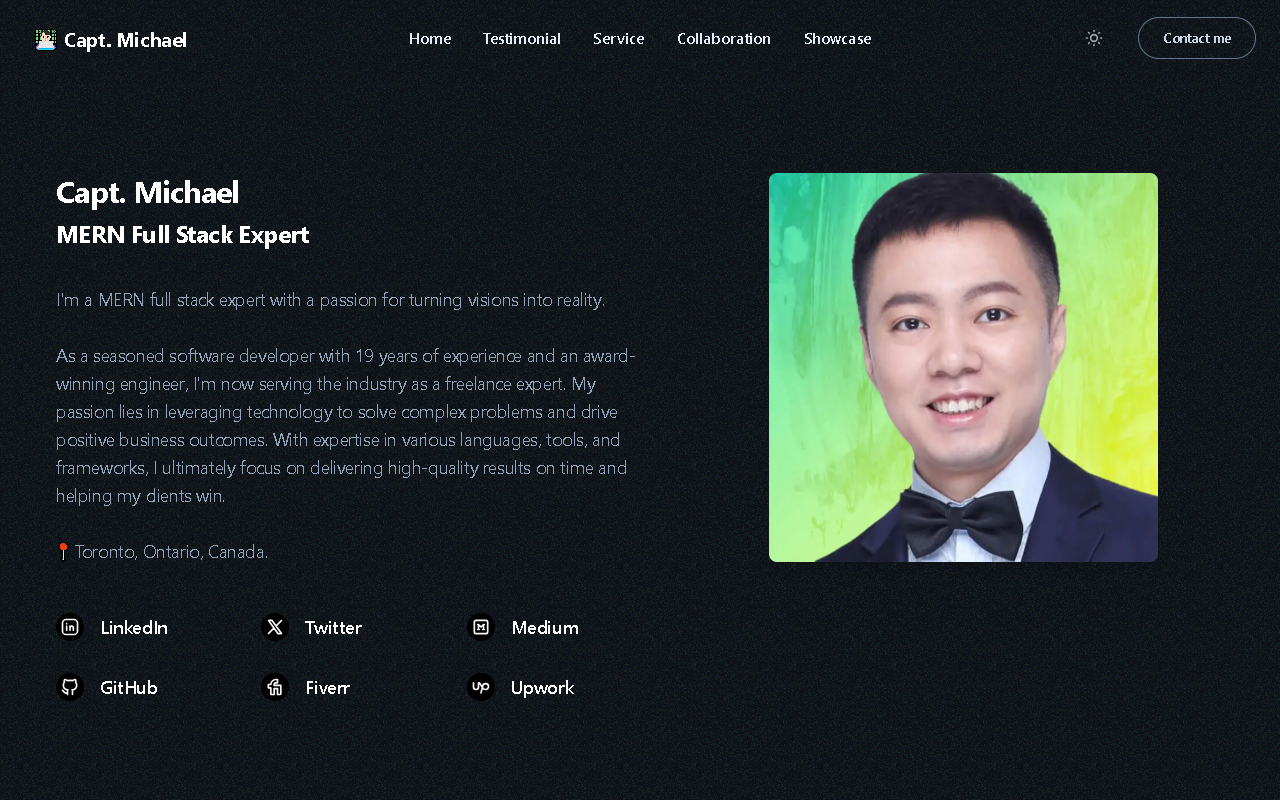 Capt. Michael
Home
Testimonial
Service
Collaboration
Showcase
Contact me
Capt. Michael
MERN Full Stack Expert
I'm a MERN full stack expert with a passion for turning visions into reality.
As a seasoned software developer with 19 years of experience and an award-
winning engineer, I'm now serving the industry as a freelance expert. My
passion lies in leveraging technology to solve complex problems and drive
positive business outcomes. With expertise in various languages, tools, and
frameworks, I ultimately focus on delivering high-quality results on time and
helping my clients win.
📍 Toronto, Ontario, Canada.
LinkedIn
Twitter
Medium
GitHub
Fiverr
Upwork